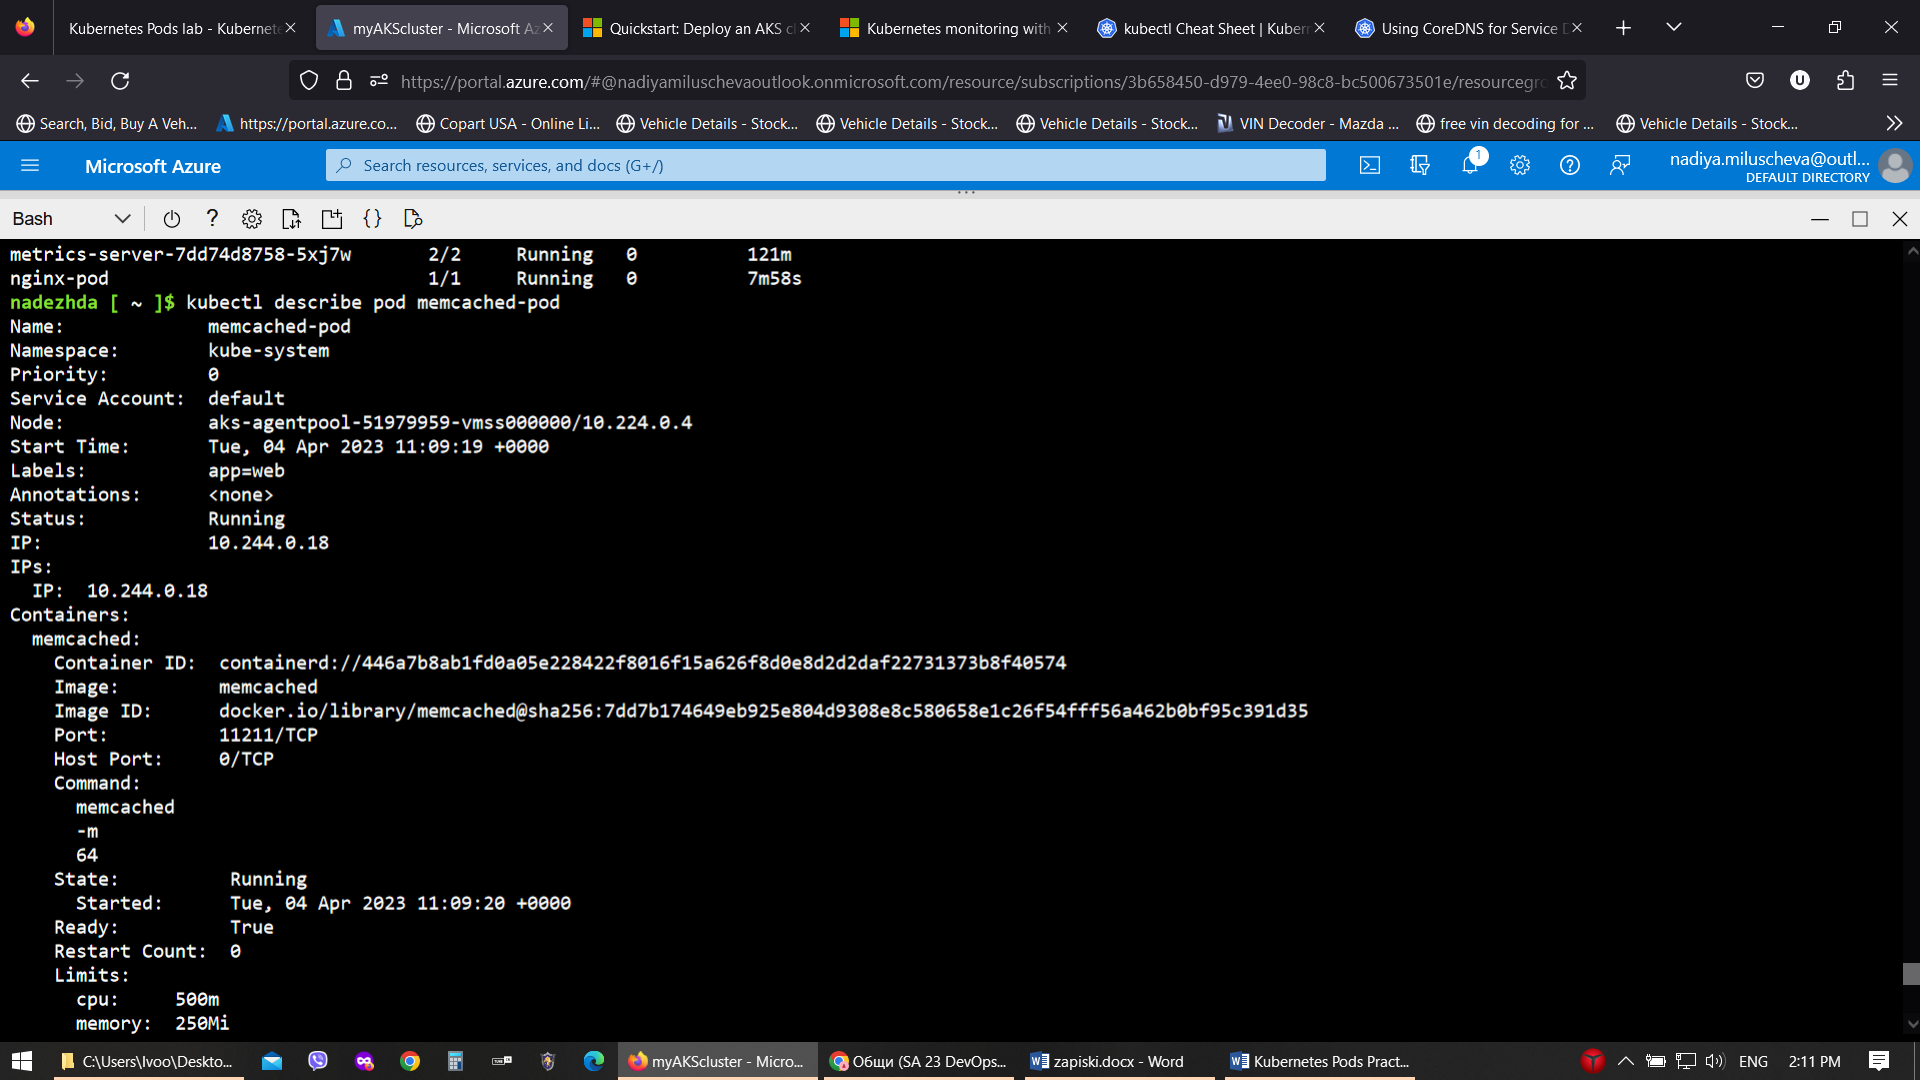 Kubernetes Pods lab - Kubernete
myAKScluster - Microsoft Az
Quickstart: Deploy an AKS cl
Kubernetes monitoring with
kubectl Cheat Sheet | Kubern
Using CoreDNS for Service D
https://portal.azure.com/#@nadiyamiluschevaoutlook.onmicrosoft.com/resource/subscriptions/3b658450-d979-4ee0-98c8-bc500673501e/resourcegro
U
Search, Bid, Buy A Veh...
https://portal.azure.co...
Copart USA - Online Li...
Vehicle Details - Stock...
Vehicle Details - Stock...
Vehicle Details - Stock...
VIN Decoder - Mazda ...
free vin decoding for ...
Vehicle Details - Stock...
Microsoft Azure
Search resources, services, and docs (G+/)
1
nadiya.miluscheva@outl...
DEFAULT DIRECTORY
Bash
metrics-server-7dd74d8758-5xj7w 2/2 Running 0 121m
nginx-pod 1/1 Running 0 7m58s
nadezhda [ ~ ]$ kubectl describe pod memcached-pod
Name: memcached-pod
Namespace: kube-system
Priority: 0
Service Account: default
Node: aks-agentpool-51979959-vmss000000/10.224.0.4
Start Time: Tue, 04 Apr 2023 11:09:19 +0000
Labels: app=web
Annotations: <none>
Status: Running
IP: 10.244.0.18
IPs:
IP: 10.244.0.18
Containers:
memcached:
Container ID: containerd://446a7b8ab1fd0a05e228422f8016f15a626f8d0e8d2d2daf22731373b8f40574
Image: memcached
Image ID: docker.io/library/memcached@sha256:7dd7b174649eb925e804d9308e8c580658e1c26f54fff56a462b0bf95c391d35
Port: 11211/TCP
Host Port: 0/TCP
Command:
memcached
-m
64
State: Running
Started: Tue, 04 Apr 2023 11:09:20 +0000
Ready: True
Restart Count: 0
Limits:
cpu: 500m
memory: 250Mi
C:\Users\Ivoo\Deskto...
myAKScluster - Micro...
Общи (SA 23 DevOps...
zapiski.docx - Word
Kubernetes Pods Pract...
ENG
2:11 PM